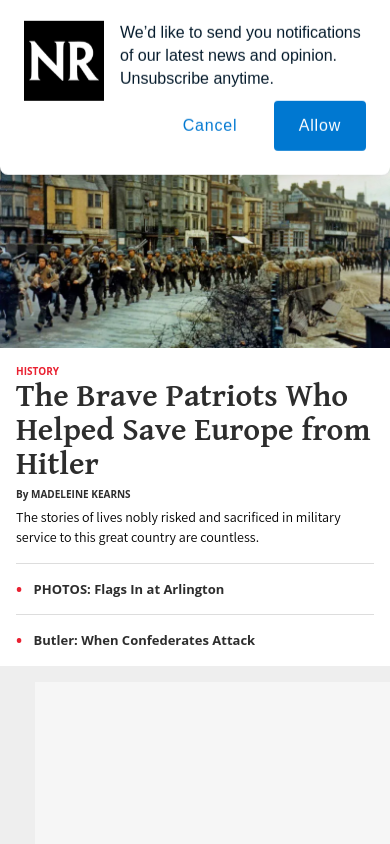 NR
We’d like to send you notifications
of our latest news and opinion.
Unsubscribe anytime.
Cancel
Allow
HISTORY
The Brave Patriots Who
Helped Save Europe from
Hitler
By MADELEINE KEARNS
The stories of lives nobly risked and sacrificed in military
service to this great country are countless.
PHOTOS: Flags In at Arlington
Butler: When Confederates Attack